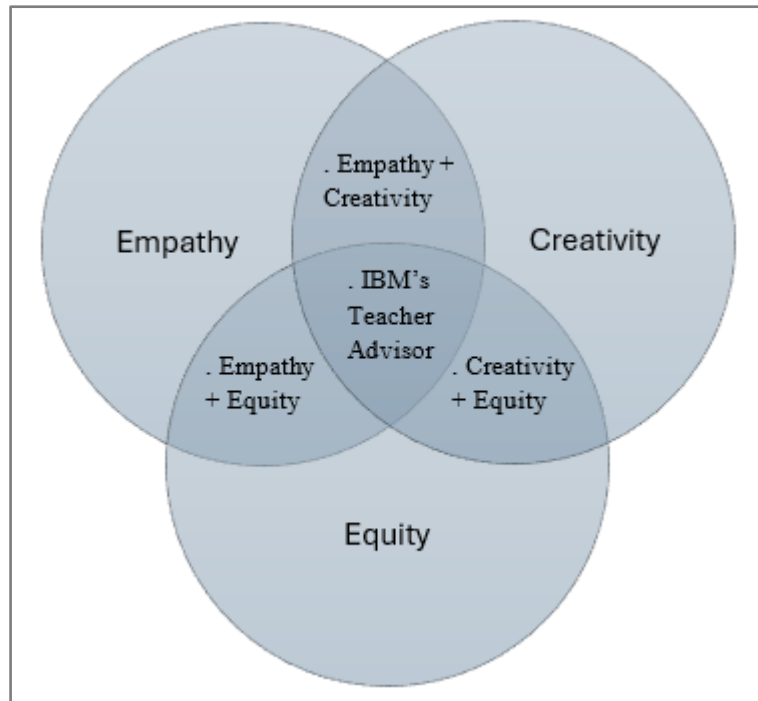 . Empathy +
Creativity
Empathy
Creativity
. IBM’s
Teacher
Advisor
. Empathy
+ Equity
. Creativity
+ Equity
Equity